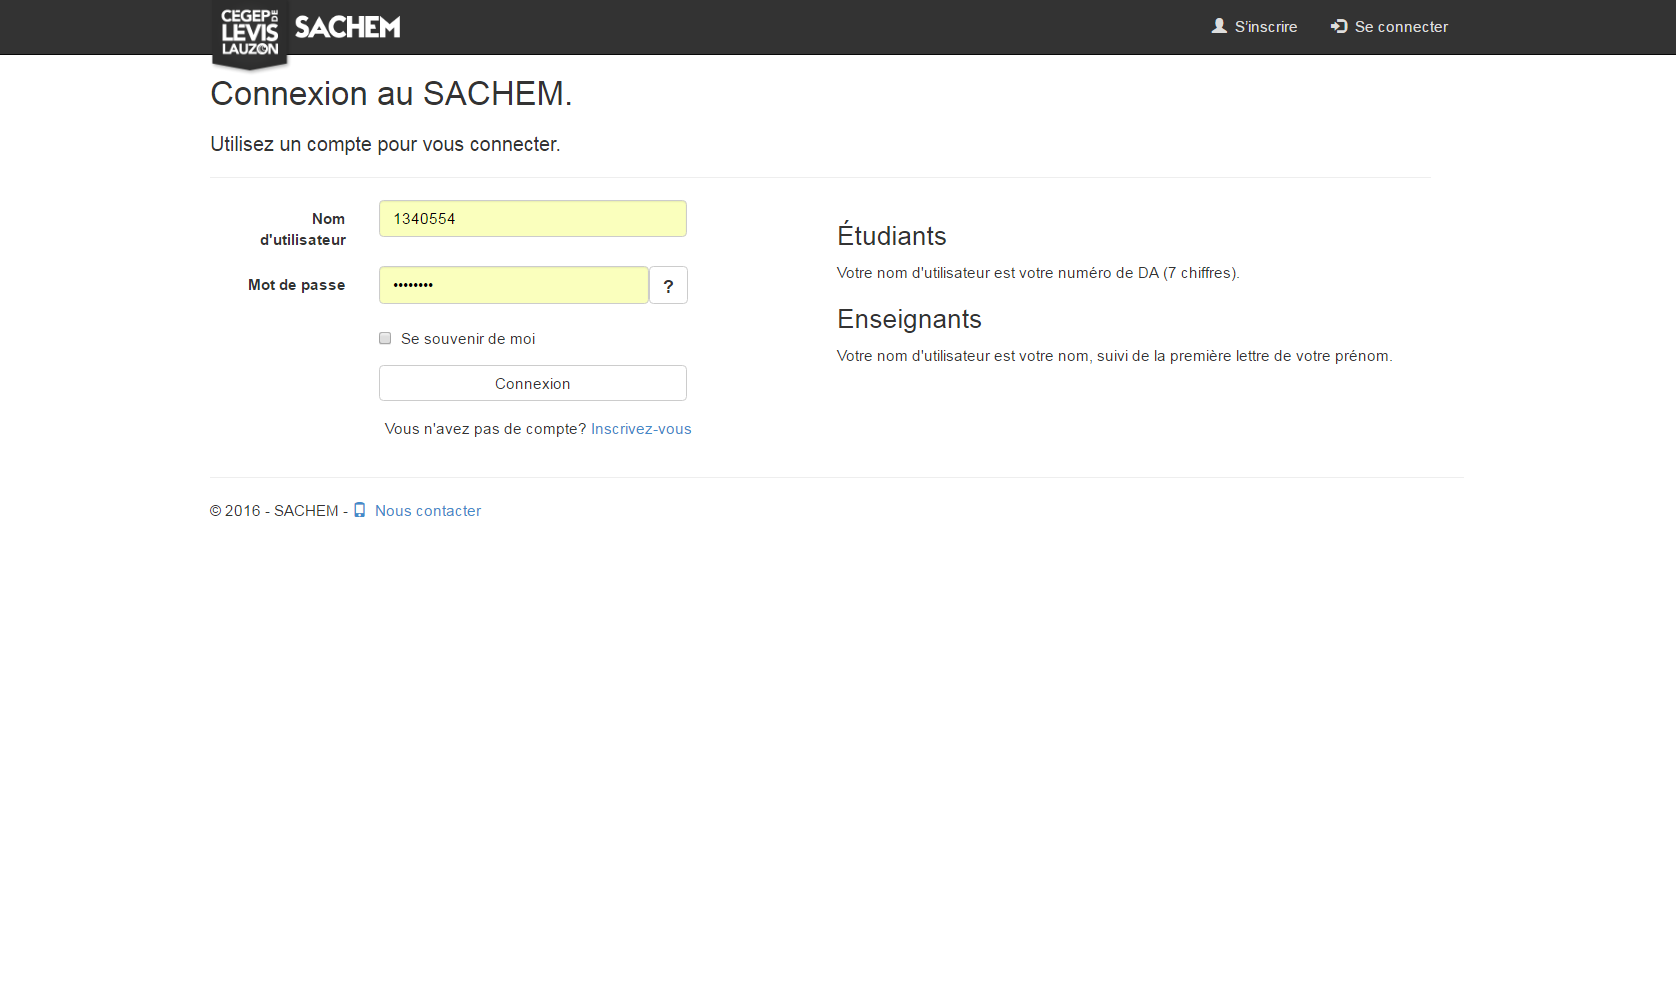 CEGEP DE
LÉVIS
LAUZON
SACHEM
S'inscrire
Se connecter
Connexion au SACHEM.
Utilisez un compte pour vous connecter.
Nom
d'utilisateur
1340554
Mot de passe
••••••••
?
Se souvenir de moi
Connexion
Vous n'avez pas de compte? Inscrivez-vous
Étudiants
Votre nom d'utilisateur est votre numéro de DA (7 chiffres).
Enseignants
Votre nom d'utilisateur est votre nom, suivi de la première lettre de votre prénom.
© 2016 - SACHEM - Nous contacter